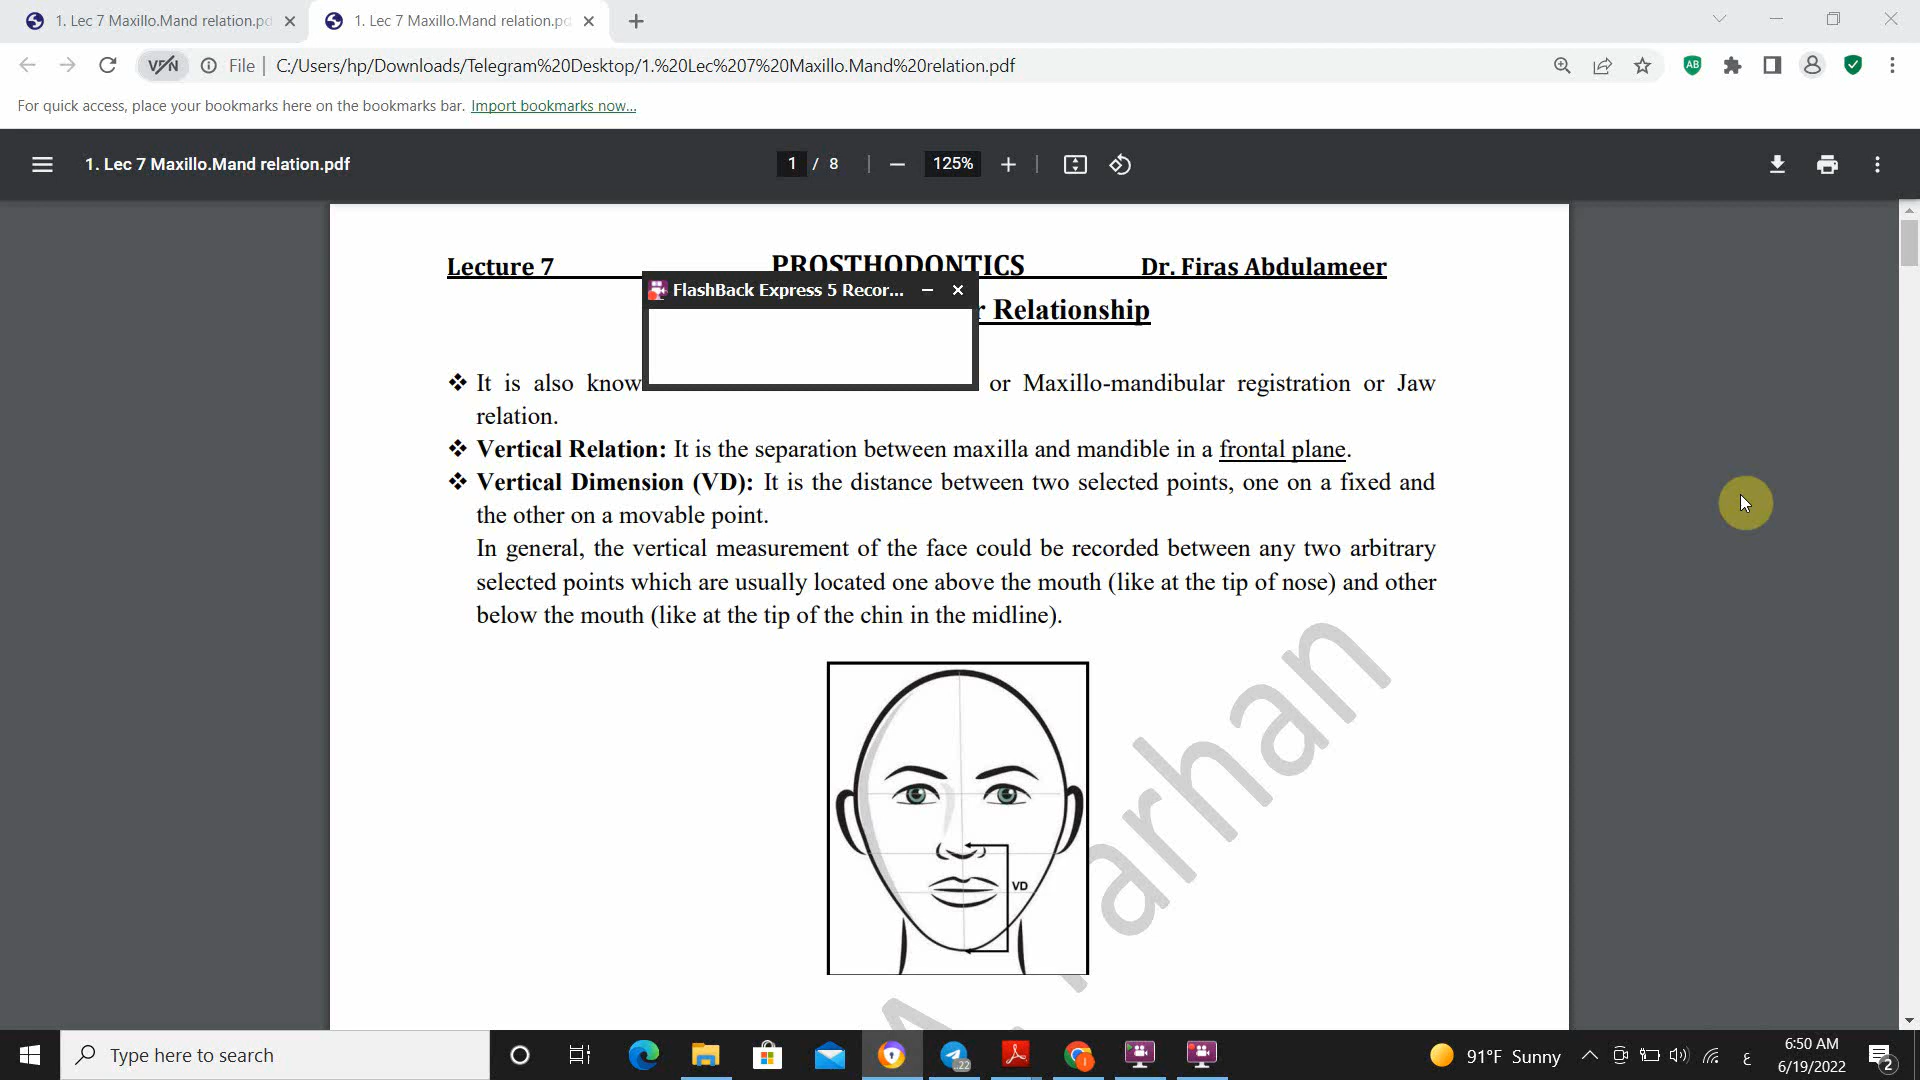 1. Lec 7 Maxillo.Mand relation.pd
1. Lec 7 Maxillo.Mand relation.pd
VPN File C:/Users/hp/Downloads/Telegram%20Desktop/1.%20Lec%207%20Maxillo.Mand%20relation.pdf
AB
For quick access, place your bookmarks here on the bookmarks bar. Import bookmarks now...
1. Lec 7 Maxillo.Mand relation.pdf 1 / 8 125%
Lecture 7 PROSTHODONTICS Dr. Firas Abdulameer
FlashBack Express 5 Recor...
Relationship
❖ It is also know or Maxillo-mandibular registration or Jaw
relation.
❖ Vertical Relation: It is the separation between maxilla and mandible in a frontal plane.
❖ Vertical Dimension (VD): It is the distance between two selected points, one on a fixed and
the other on a movable point.
In general, the vertical measurement of the face could be recorded between any two arbitrary
selected points which are usually located one above the mouth (like at the tip of nose) and other
below the mouth (like at the tip of the chin in the midline).
VD
arhan
Type here to search
22
91°F Sunny
ع
6:50 AM
6/19/2022
2